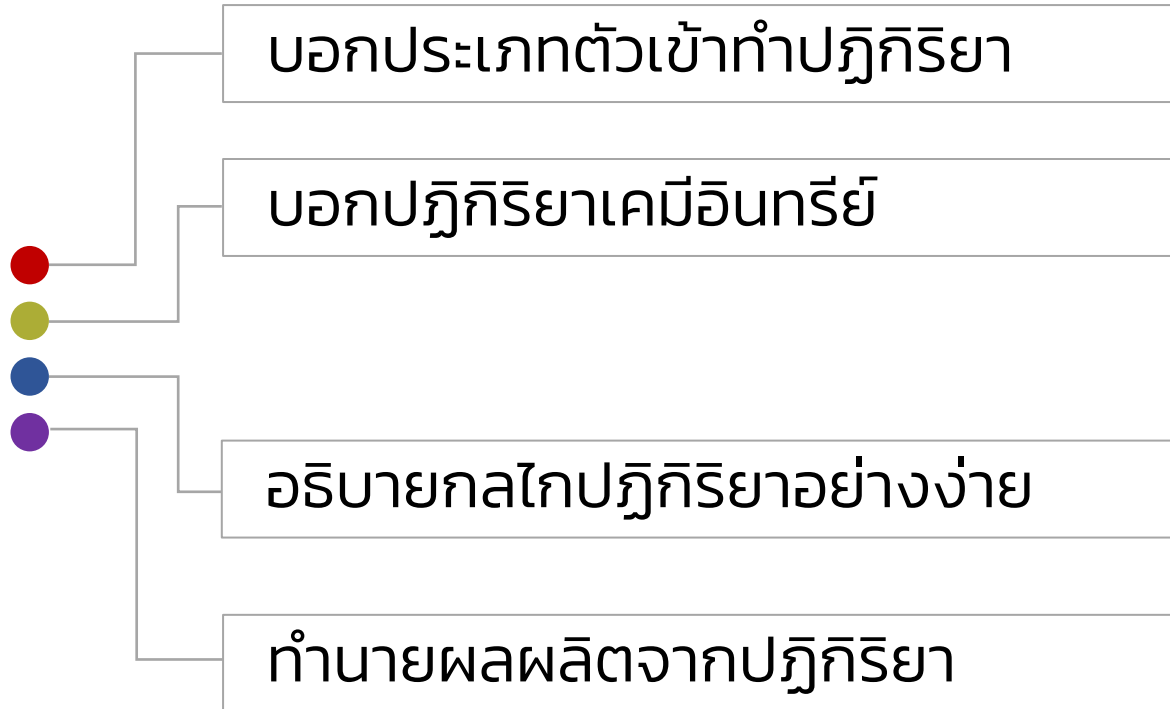 บอกประเภทตัวเข้าทำปฏิกิริยา
บอกปฏิกิริยาเคมีอินทรีย์
อธิบายกลไกปฏิกิริยาอย่างง่าย
ทำนายผลผลิตจากปฏิกิริยา